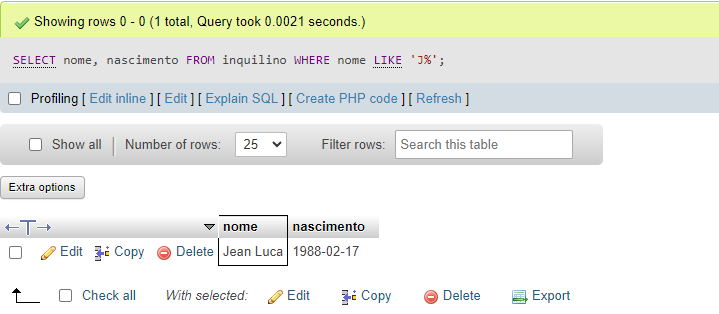 Showing rows 0 - 0 (1 total, Query took 0.0021 seconds.)
SELECT nome, nascimento FROM inquilino WHERE nome LIKE 'J%';
Profiling [ Edit inline ] [ Edit ] [ Explain SQL ] [ Create PHP code ] [ Refresh ]
Show all Number of rows: 25 Filter rows: Search this table
Extra options
nome nascimento
Edit Copy Delete Jean Luca 1988-02-17
Check all With selected: Edit Copy Delete Export